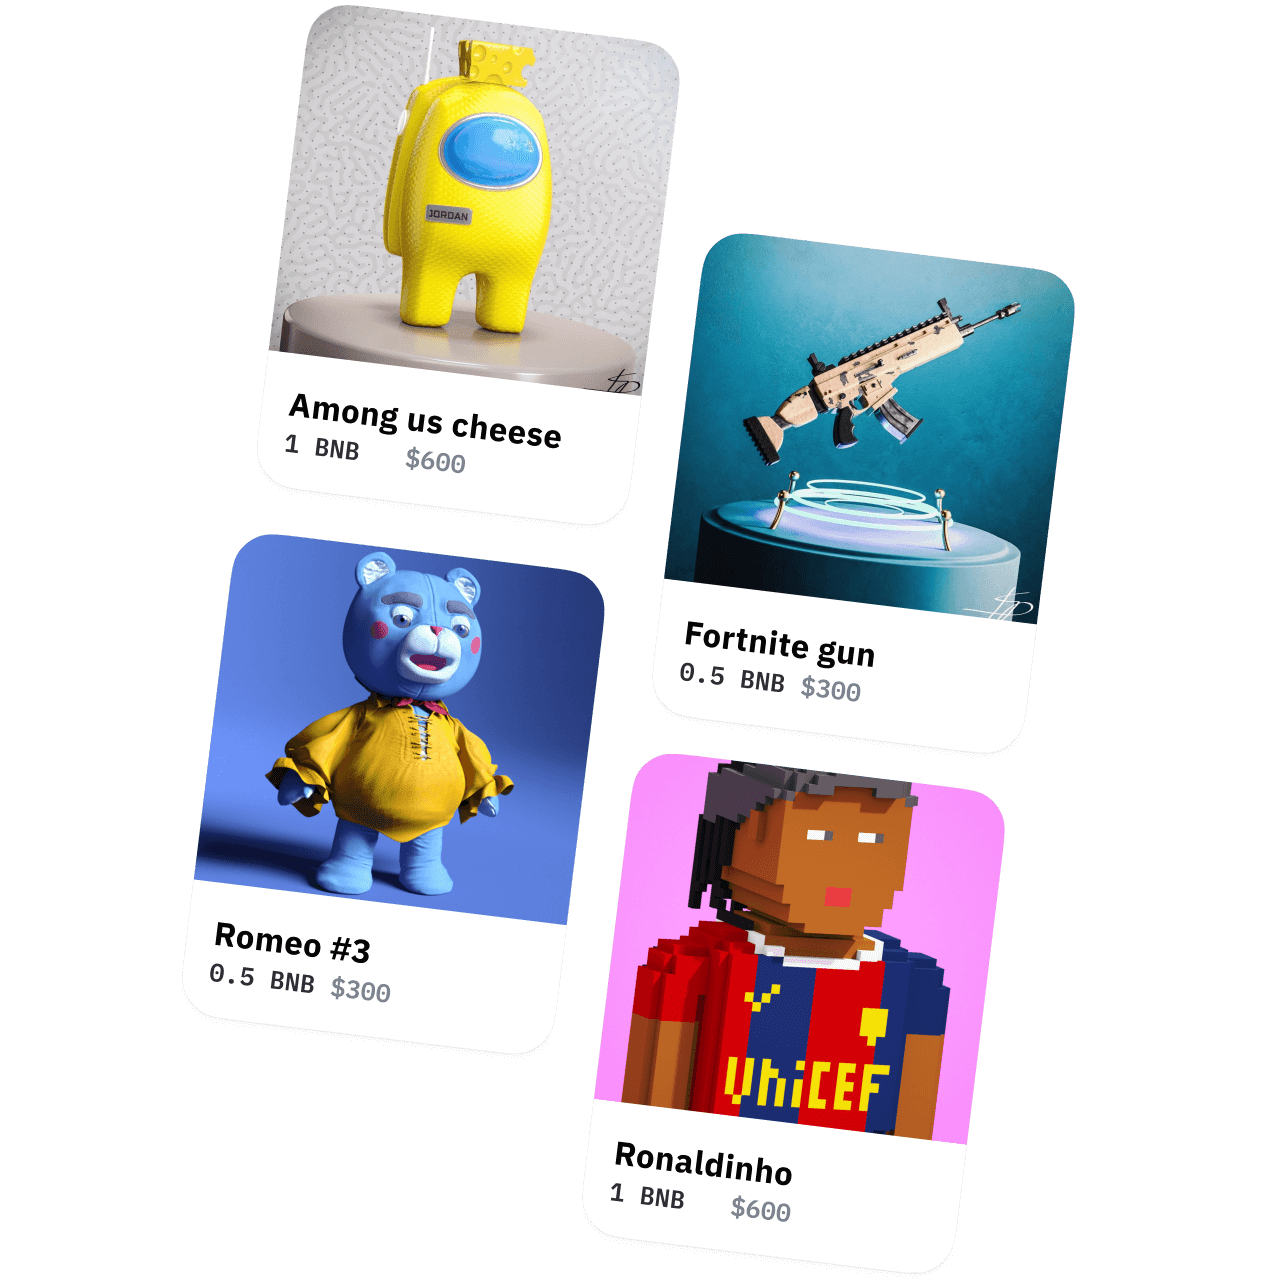 JORDAN
Among us cheese
1 BNB $600
Fortnite gun
0.5 BNB $300
Romeo #3
0.5 BNB $300
unicef
Ronaldinho
1 BNB $600